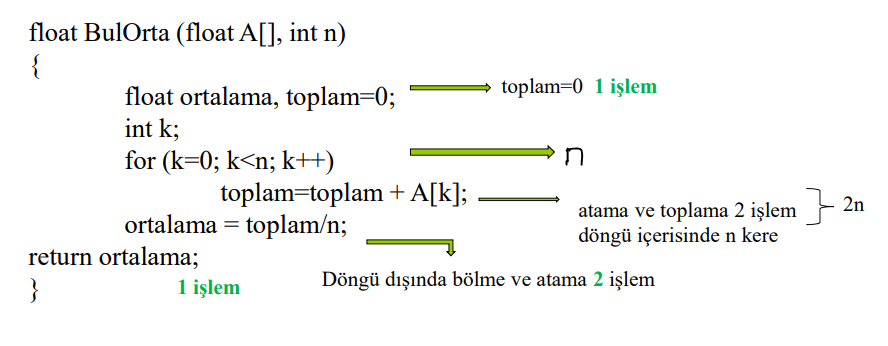 float BulOrta (float A[], int n)
{
float ortalama, toplam=0; toplam=0 1 işlem
int k;
for (k=0; k<n; k++) n
toplam=toplam + A[k]; atama ve toplama 2 işlem 2n
döngü içerisinde n kere
ortalama = toplam/n;
return ortalama;
Döngü dışında bölme ve atama 2 işlem
} 1 işlem